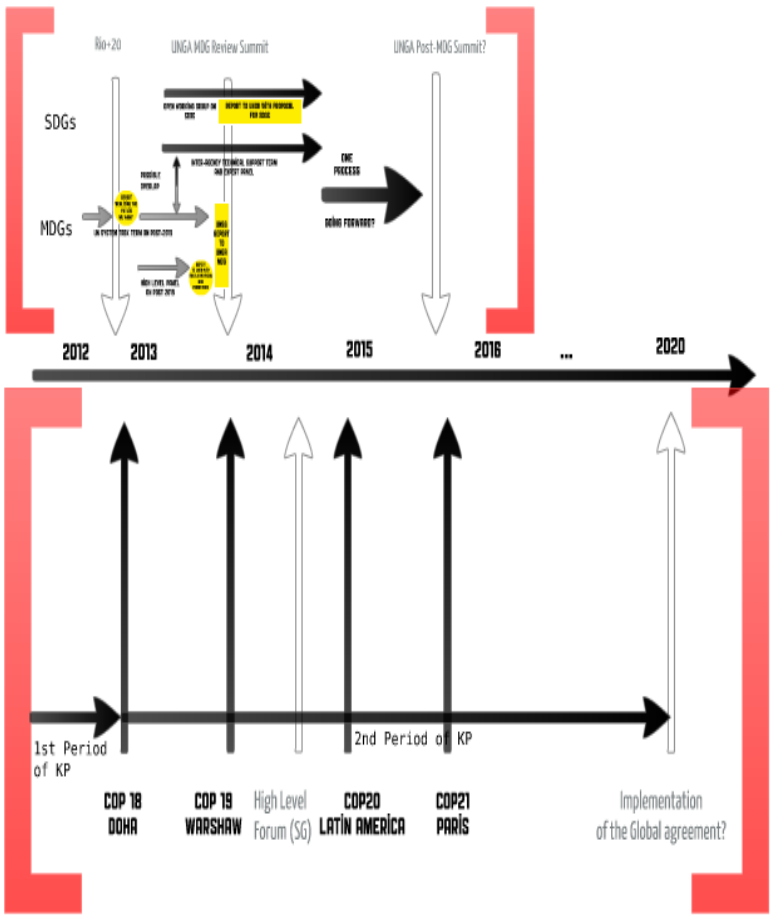 Rio+20
UNGA MDG Review Summit
UNGA Post-MDG Summit?
SDGs
OPEN WORKING GROUP ON
SDGS
REPORT TO UNGA WITH PROPOSAL
FOR SDGS
INTER-AGENCY TECHNICAL SUPPORT TEAM
AND EXPERT PANEL
POSSIBLE
OVERLAP
ONE
PROCESS
GOING FORWARD?
MDGs
UN SYSTEM TASK TEAM ON POST-2015
UNSG
REPORT
TO
UNGA
MDG
HIGH LEVEL PANEL
ON POST 2015
2012
2013
2014
2015
2016
...
2020
1st Period
of KP
2nd Period of KP
COP 18
DOHA
COP 19
WARSHAW
High Level
Forum (SG)
COP20
LATIN AMERICA
COP21
PARIS
Implementation
of the Global agreement?